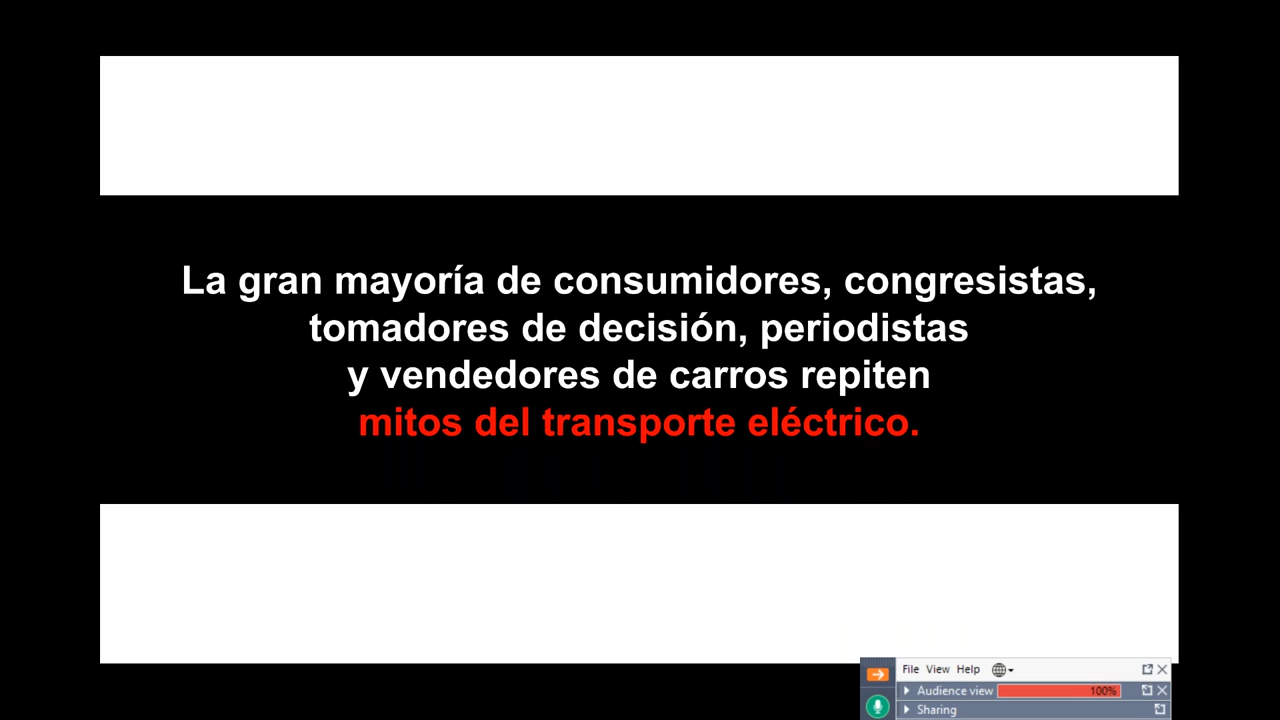 La gran mayoría de consumidores, congresistas,
tomadores de decisión, periodistas
y vendedores de carros repiten
mitos del transporte eléctrico.
File View Help
Audience view 100%
Sharing